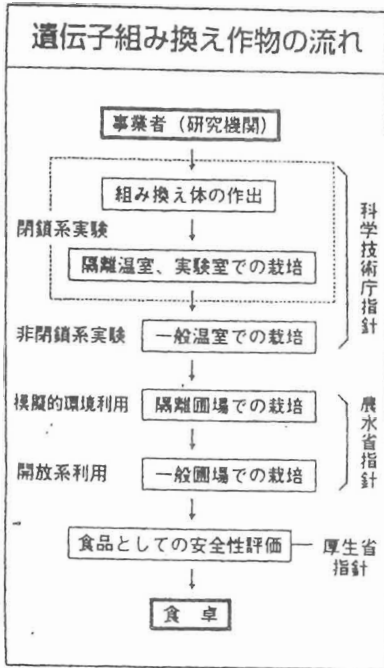 遺伝子組み換え作物の流れ
事業者（研究機関）
組み換え体の作出
閉鎖系実験
隔離温室、実験室での栽培
科学技術庁指針
非閉鎖系実験
一般温室での栽培
模擬的環境利用
隔離圃場での栽培
農水省指針
開放系利用
一般圃場での栽培
食品としての安全性評価
厚生省
指針
食 卓